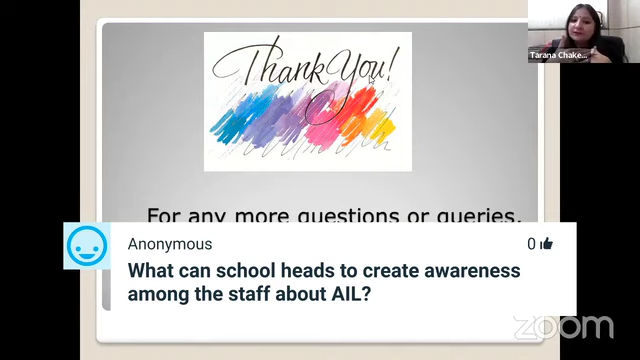 Thank You!
Tarana Chake...
For any more questions or queries,
Anonymous
0
What can school heads to create awareness
among the staff about AIL?
zoom